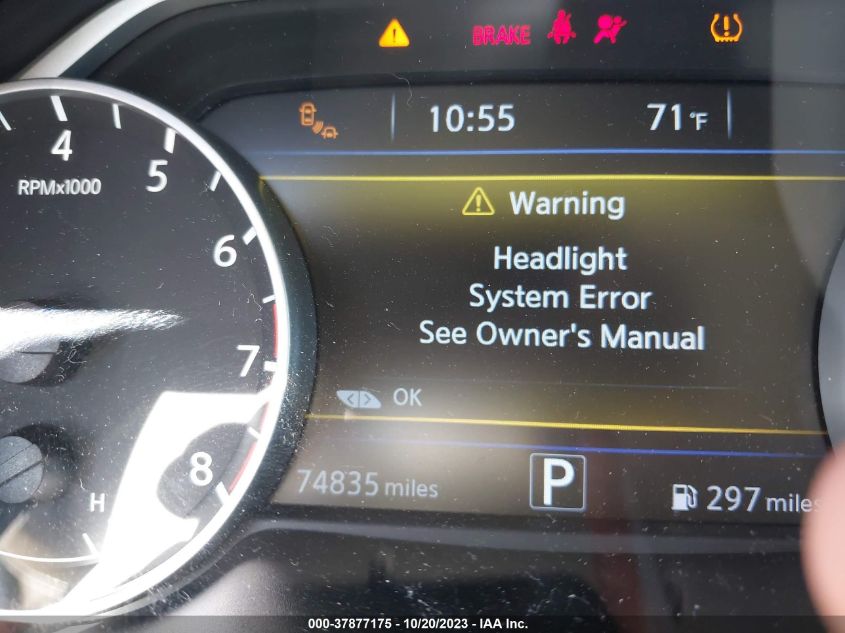 BRAKE
10:55 71°F
4
5
RPMx1000
6
7
8
H
Warning
Headlight
System Error
See Owner's Manual
<> OK
74835 miles P 297 miles
000-37877175 - 10/20/2023 - IAA Inc.